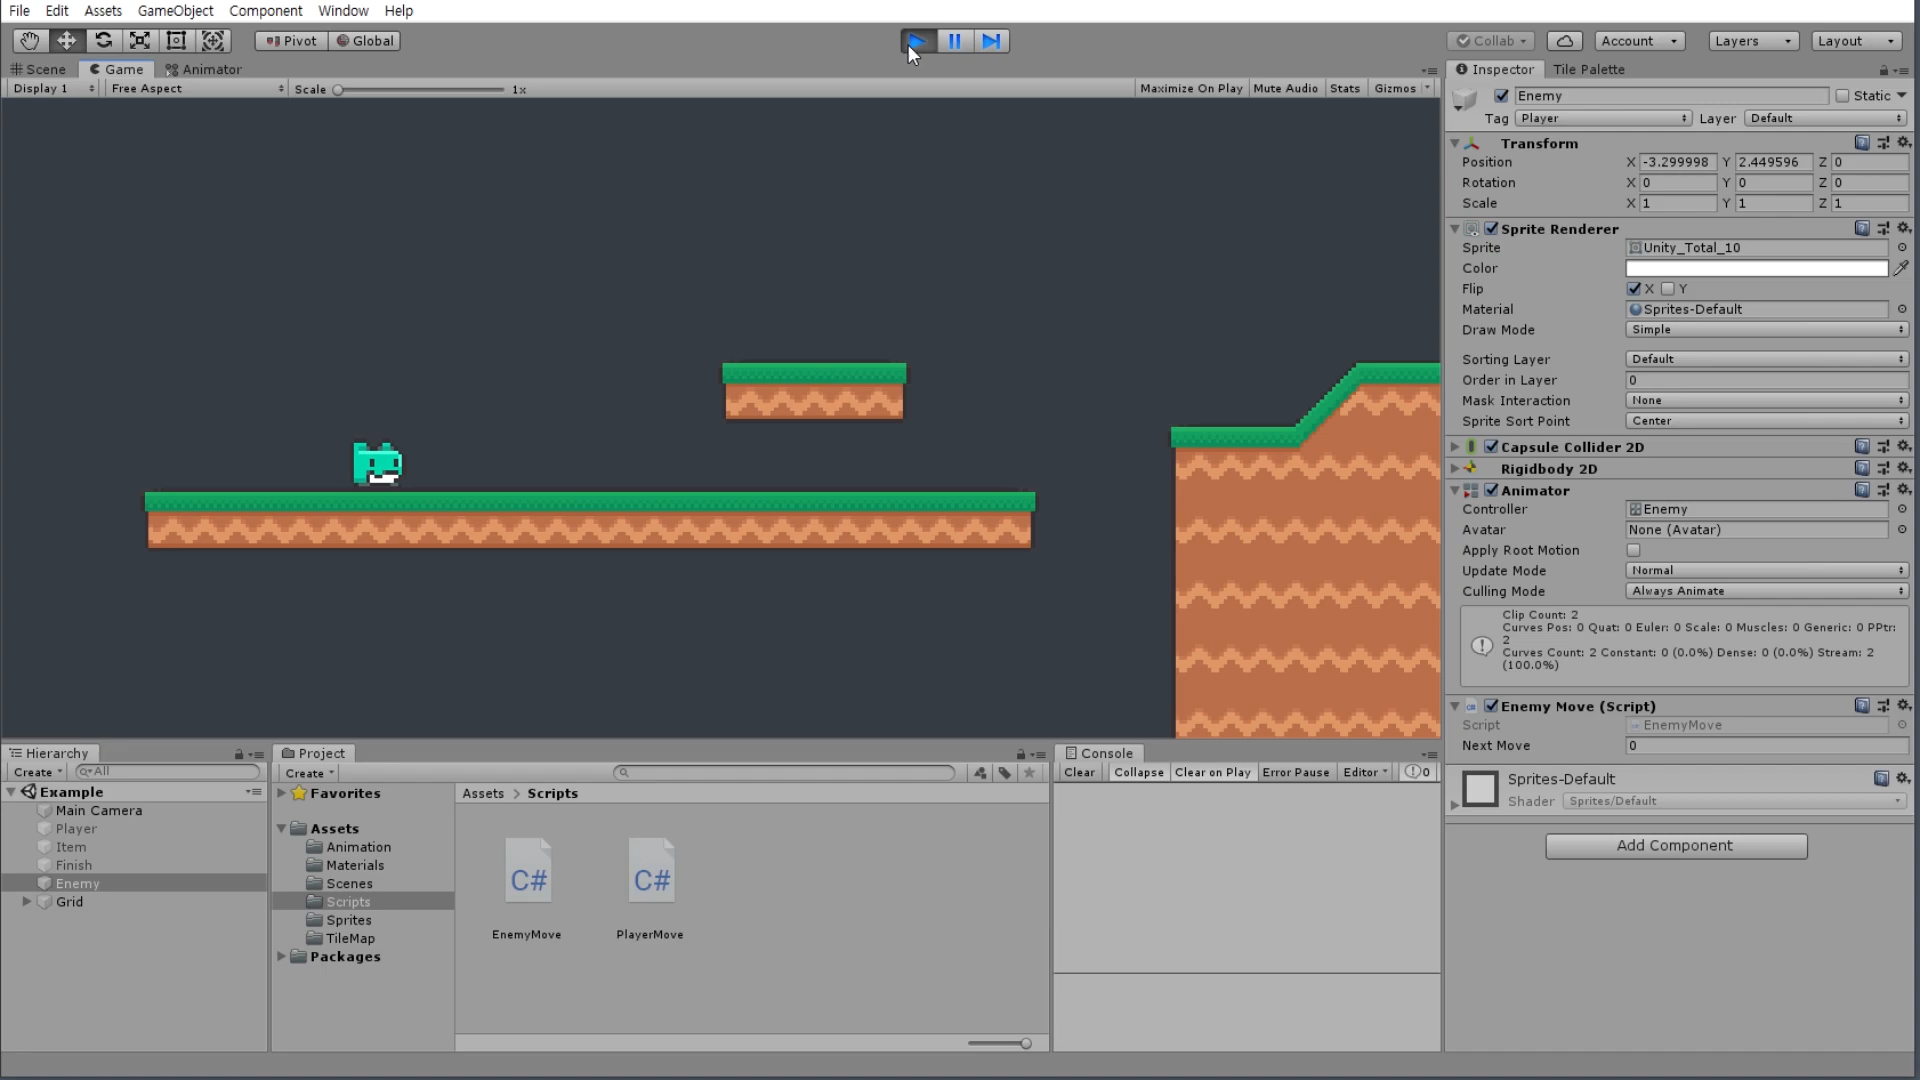 File Edit Assets GameObject Component Window Help
Pivot Global Collab Account Layers Layout
Scene Game Animator
Display 1 Free Aspect Scale 1x Maximize On Play Mute Audio Stats Gizmos
Inspector Tile Palette
Enemy Static
Tag Player Layer Default
Transform
Position X -3.299998 Y 2.449596 Z 0
Rotation X 0 Y 0 Z 0
Scale X 1 Y 1 Z 1
Sprite Renderer
Sprite Unity_Total_10
Color
Flip X Y
Material Sprites-Default
Draw Mode Simple
Sorting Layer Default
Order in Layer 0
Mask Interaction None
Sprite Sort Point Center
Capsule Collider 2D
Rigidbody 2D
Animator
Controller Enemy
Avatar None (Avatar)
Apply Root Motion
Update Mode Normal
Culling Mode Always Animate
Clip Count: 2
Curves Pos: 0 Quat: 0 Euler: 0 Scale: 0 Muscles: 0 Generic: 0 PPtr:
2
Curves Count: 2 Constant: 0 (0.0%) Dense: 0 (0.0%) Stream: 2
(100.0%)
Enemy Move (Script)
Script EnemyMove
Next Move 0
Sprites-Default
Shader Sprites/Default
Add Component
Hierarchy
Create All
Example
Main Camera
Player
Item
Finish
Enemy
Grid
Project
Create
Favorites
Assets
Animation
Materials
Scenes
Scripts
Sprites
TileMap
Packages
Assets > Scripts
C# C#
EnemyMove PlayerMove
Console
Clear Collapse Clear on Play Error Pause Editor 0